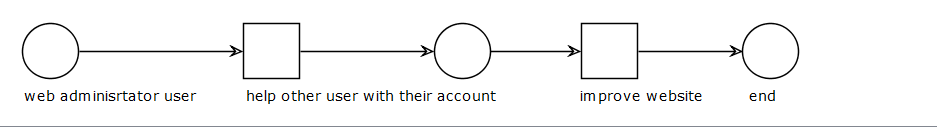 web adminisrtator user
help other user with their account
improve website
end